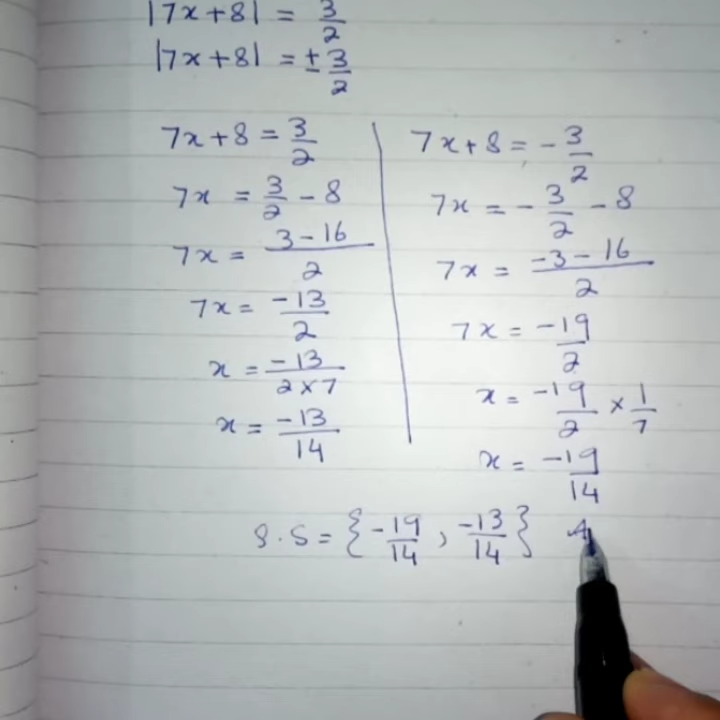 |7x+8| = 3/2
|7x+8| = ± 3/2
7x+8 = 3/2
7x = 3/2 - 8
7x = (3-16)/2
7x = -13/2
x = -13/(2×7)
x = -13/14
7x+8 = -3/2
7x = -3/2 - 8
7x = (-3-16)/2
7x = -19/2
x = -19/2 × 1/7
x = -19/14
S.S = {-19/14, -13/14}